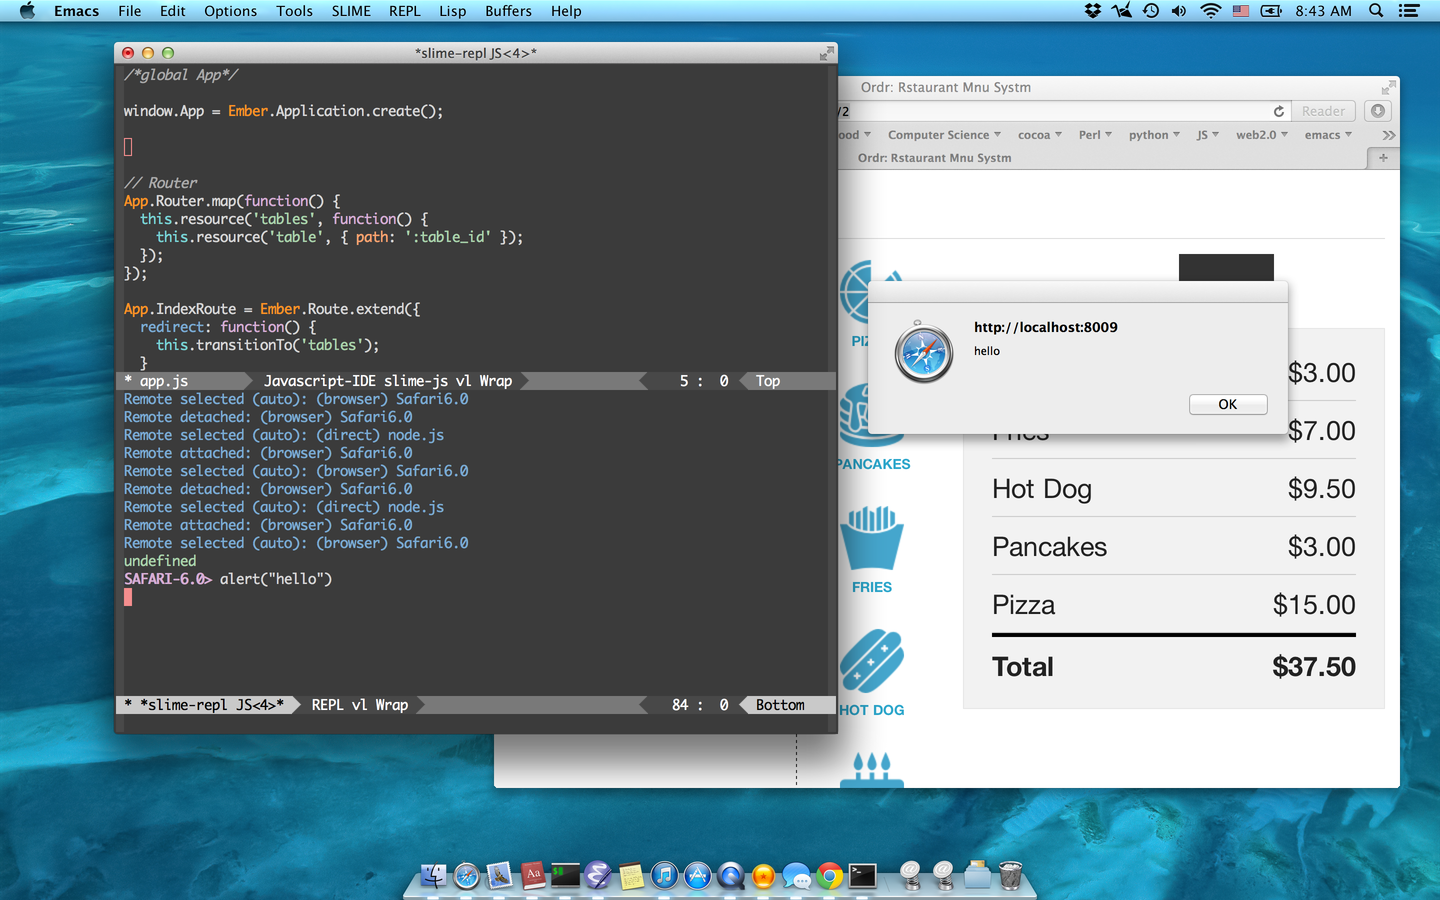 Emacs File Edit Options Tools SLIME REPL Lisp Buffers Help 8:43 AM
*slime-repl JS<4>*
/*global App*/
window.App = Ember.Application.create();
// Router
App.Router.map(function() {
this.resource('tables', function() {
this.resource('table', { path: ':table_id' });
});
});
App.IndexRoute = Ember.Route.extend({
redirect: function() {
this.transitionTo('tables');
}
* app.js Javascript-IDE slime-js vl Wrap 5 : 0 Top
Remote selected (auto): (browser) Safari6.0
Remote detached: (browser) Safari6.0
Remote selected (auto): (direct) node.js
Remote attached: (browser) Safari6.0
Remote selected (auto): (browser) Safari6.0
Remote detached: (browser) Safari6.0
Remote selected (auto): (direct) node.js
Remote attached: (browser) Safari6.0
Remote selected (auto): (browser) Safari6.0
undefined
SAFARI-6.0> alert("hello")
* *slime-repl JS<4>* REPL vl Wrap 84 : 0 Bottom
Ordr: Rstaurant Mnu Systm
/2 Reader
ood Computer Science cocoa Perl python JS web2.0 emacs
Ordr: Rstaurant Mnu Systm
http://localhost:8009
hello
OK
PANCAKES
FRIES
HOT DOG
$3.00
Fries $7.00
Hot Dog $9.50
Pancakes $3.00
Pizza $15.00
Total $37.50
Aa